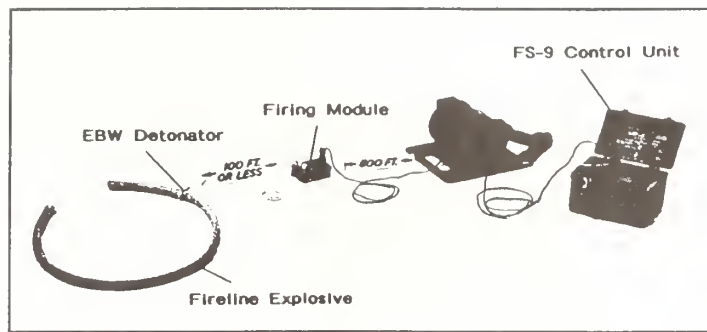 FS-9 Control Unit
Firing Module
EBW Detonator
100 FT.
OR LESS
800 FT.
Fireline Explosive